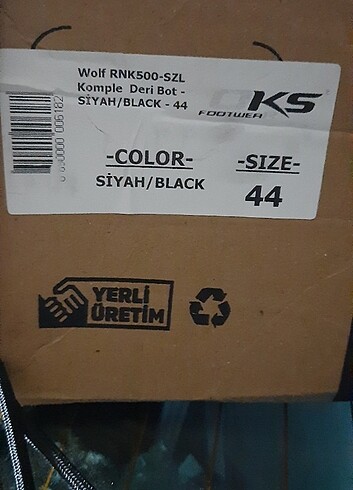 Wolf RNK500-SZL
Komple Deri Bot -
SİYAH/BLACK - 44
KS
FOOTWER
-COLOR-
SİYAH/BLACK
-SIZE-
44
YERLİ
ÜRETİM